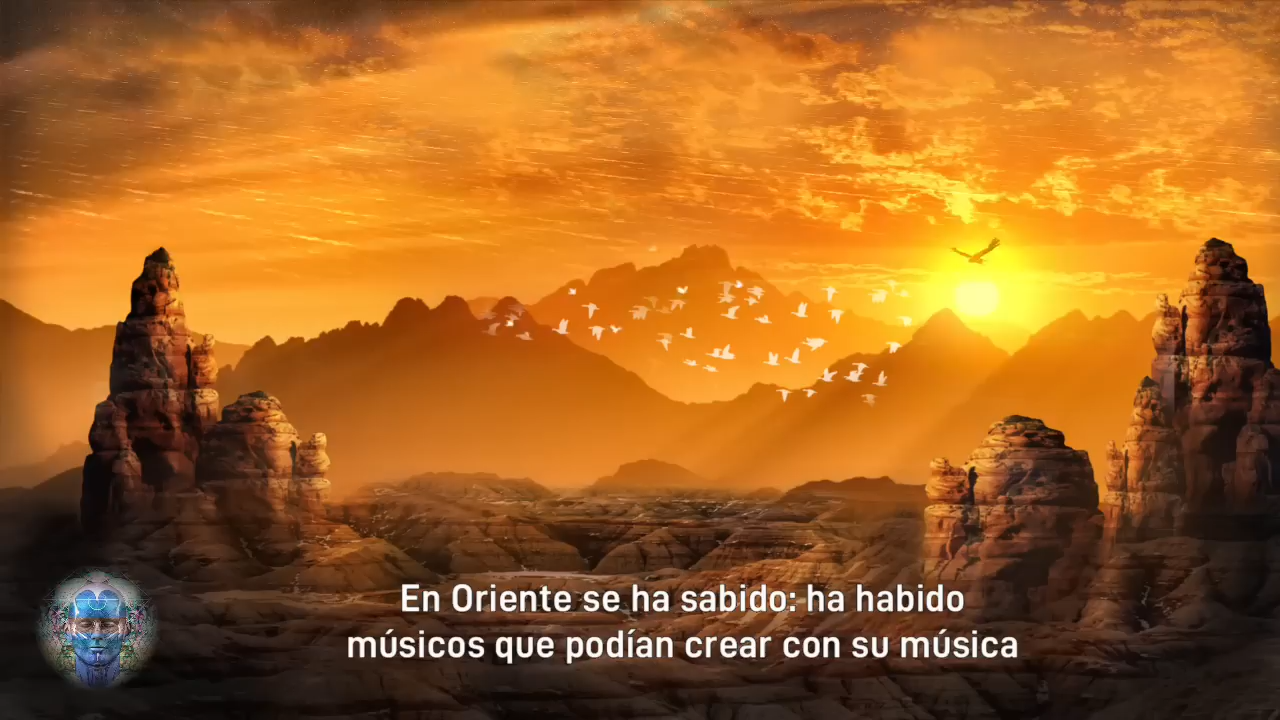 En Oriente se ha sabido: ha habido
músicos que podían crear con su música